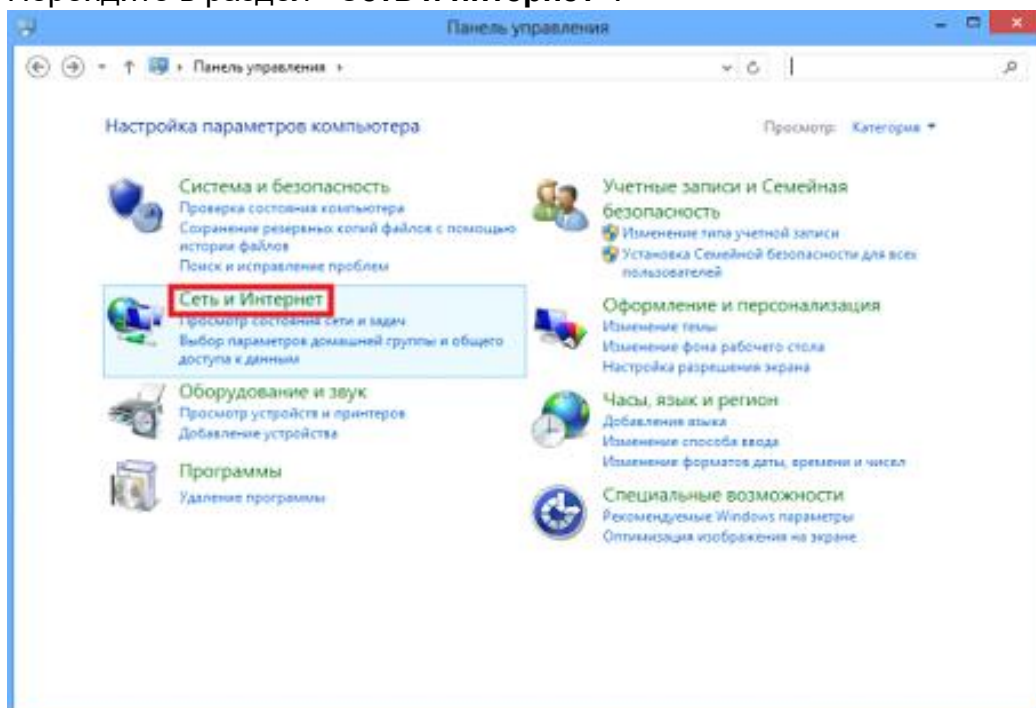 Перейдите в раздел "Сеть и Интернет".
Панель управления
Панель управления
Настройка параметров компьютера
Просмотр: Категория
Система и безопасность
Проверка состояния компьютера
Сохранение резервных копий файлов с помощью
истории файлов
Поиск и исправление проблем
Сеть и Интернет
Просмотр состояния сети и задач
Выбор параметров домашней группы и общего
доступа к данным
Оборудование и звук
Просмотр устройств и принтеров
Добавление устройства
Программы
Удаление программы
Учетные записи и Семейная
безопасность
Изменение типа учетной записи
Установка Семейной безопасности для всех
пользователей
Оформление и персонализация
Изменение темы
Изменение фона рабочего стола
Настройка разрешения экрана
Часы, язык и регион
Добавление языка
Изменение способа ввода
Изменение форматов даты, времени и чисел
Специальные возможности
Рекомендуемые Windows параметры
Оптимизация изображения на экране